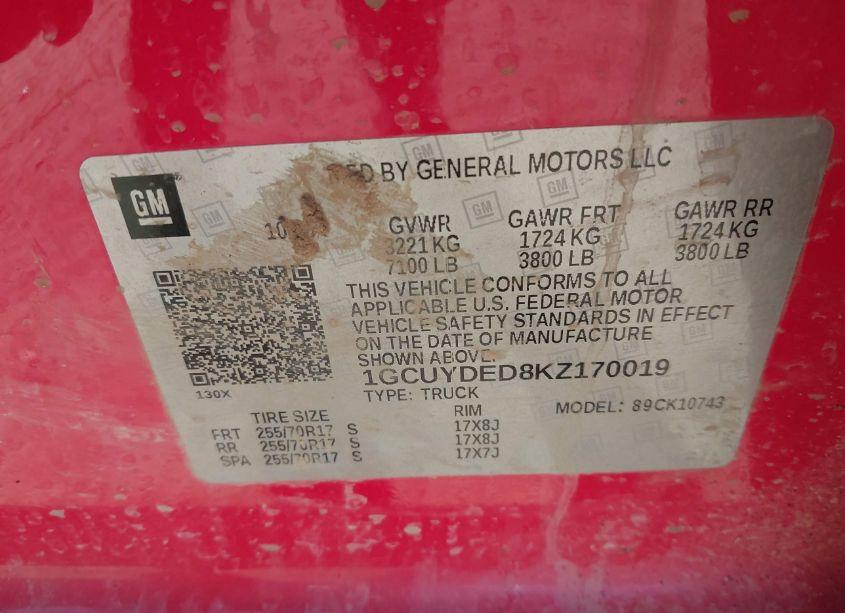 BY GENERAL MOTORS LLC
GM
10
GVWR GAWR FRT GAWR RR
3221 KG 1724 KG 1724 KG
7100 LB 3800 LB 3800 LB
THIS VEHICLE CONFORMS TO ALL
APPLICABLE U.S. FEDERAL MOTOR
VEHICLE SAFETY STANDARDS IN EFFECT
ON THE DATE OF MANUFACTURE
SHOWN ABOVE.
1GCUYDED8KZ170019
130X
TYPE: TRUCK
MODEL: 89CK10743
TIRE SIZE RIM
FRT 255/70R17 S 17X8J
RR 255/70R17 S 17X8J
SPA 255/70R17 S 17X7J